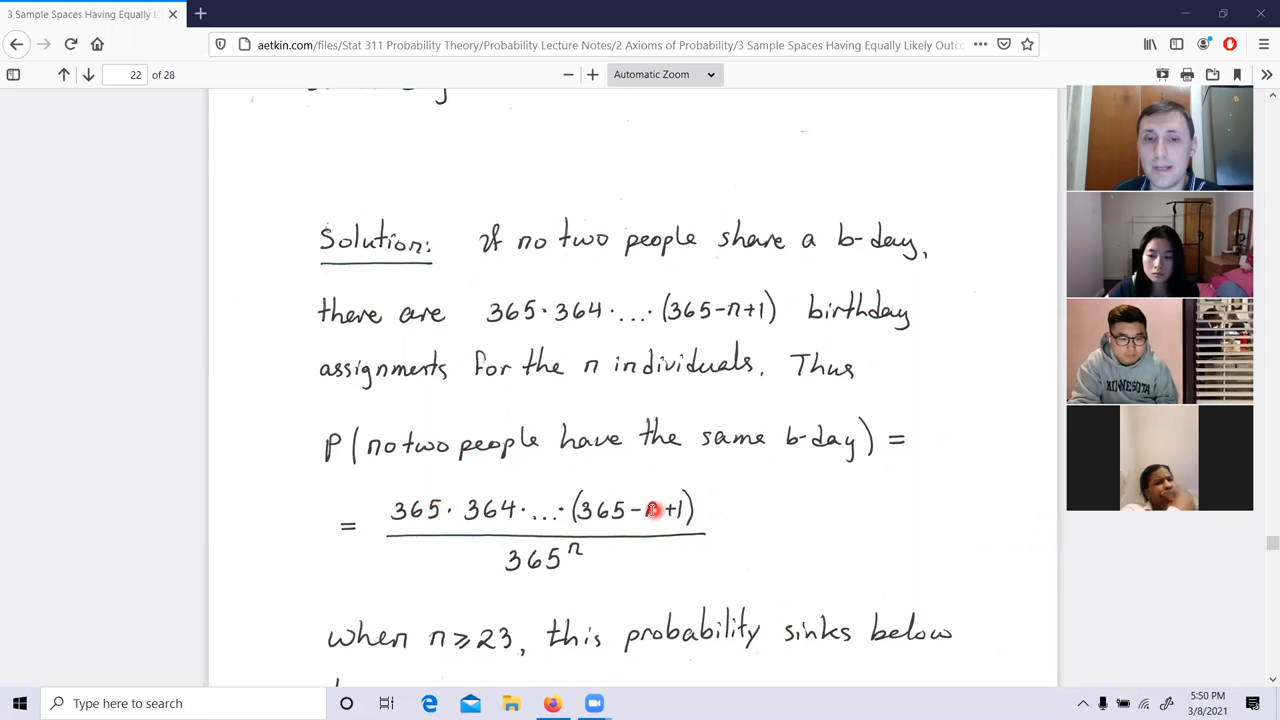 3 Sample Spaces Having Equally Li
aetkin.com/files/Stat 311 Probability Theory/Probability Lecture Notes/2 Axioms of Probability/3 Sample Spaces Having Equally Likely Outco
22 of 28
Automatic Zoom
Solution: If no two people share a b-day,
there are 365·364·...·(365-n+1) birthday
assignments for the n individuals. Thus
P(no two people have the same b-day) =
= 365·364·...·(365-n+1)
365ⁿ
MINNESOTA
when n≥23, this probability sinks below
Type here to search
5:50 PM
3/8/2021